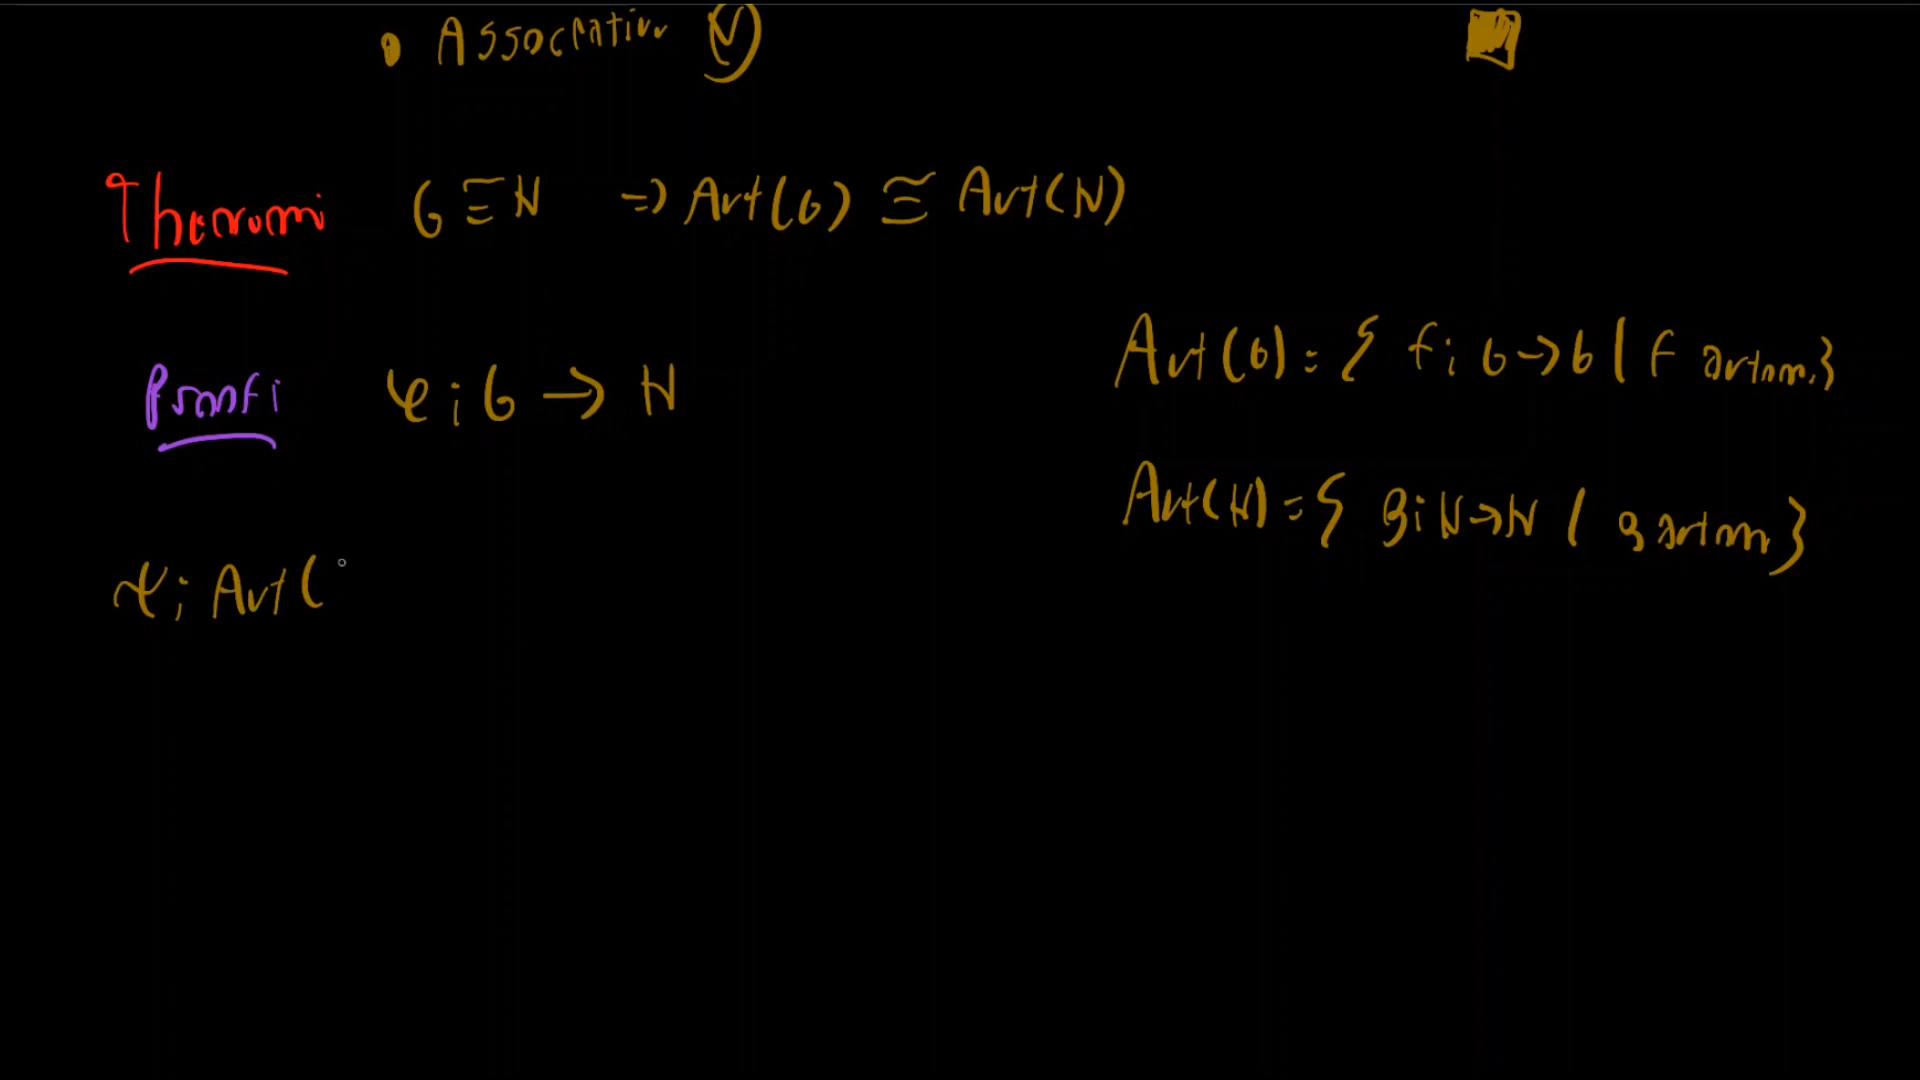 • Associative ✓
Theorem: G ≅ H ⇒ Aut(G) ≅ Aut(H)
Proof: φ: G → H
Aut(G) = { f: G → G | f autom. }
Aut(H) = { g: H → H | g autom }
ψ: Aut(